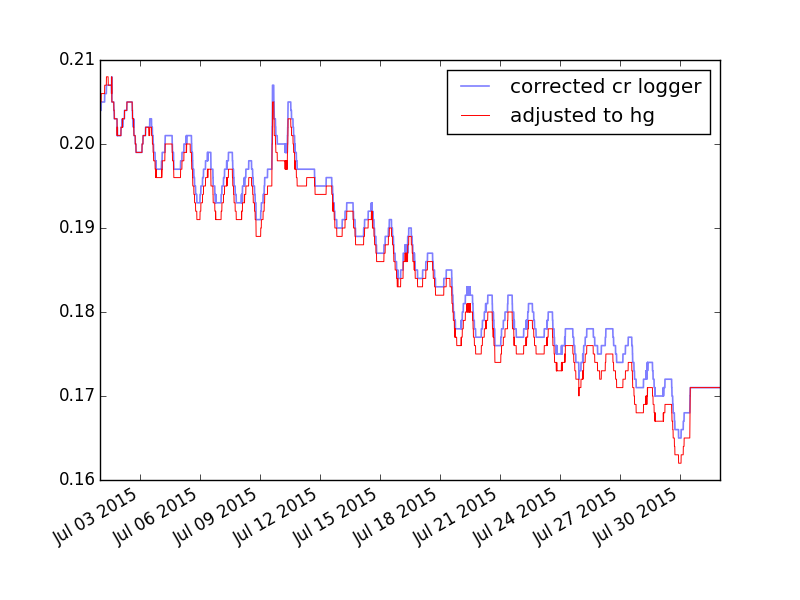 0.21
corrected cr logger
adjusted to hg
0.20
0.19
0.18
0.17
0.16
Jul 03 2015
Jul 06 2015
Jul 09 2015
Jul 12 2015
Jul 15 2015
Jul 18 2015
Jul 21 2015
Jul 24 2015
Jul 27 2015
Jul 30 2015